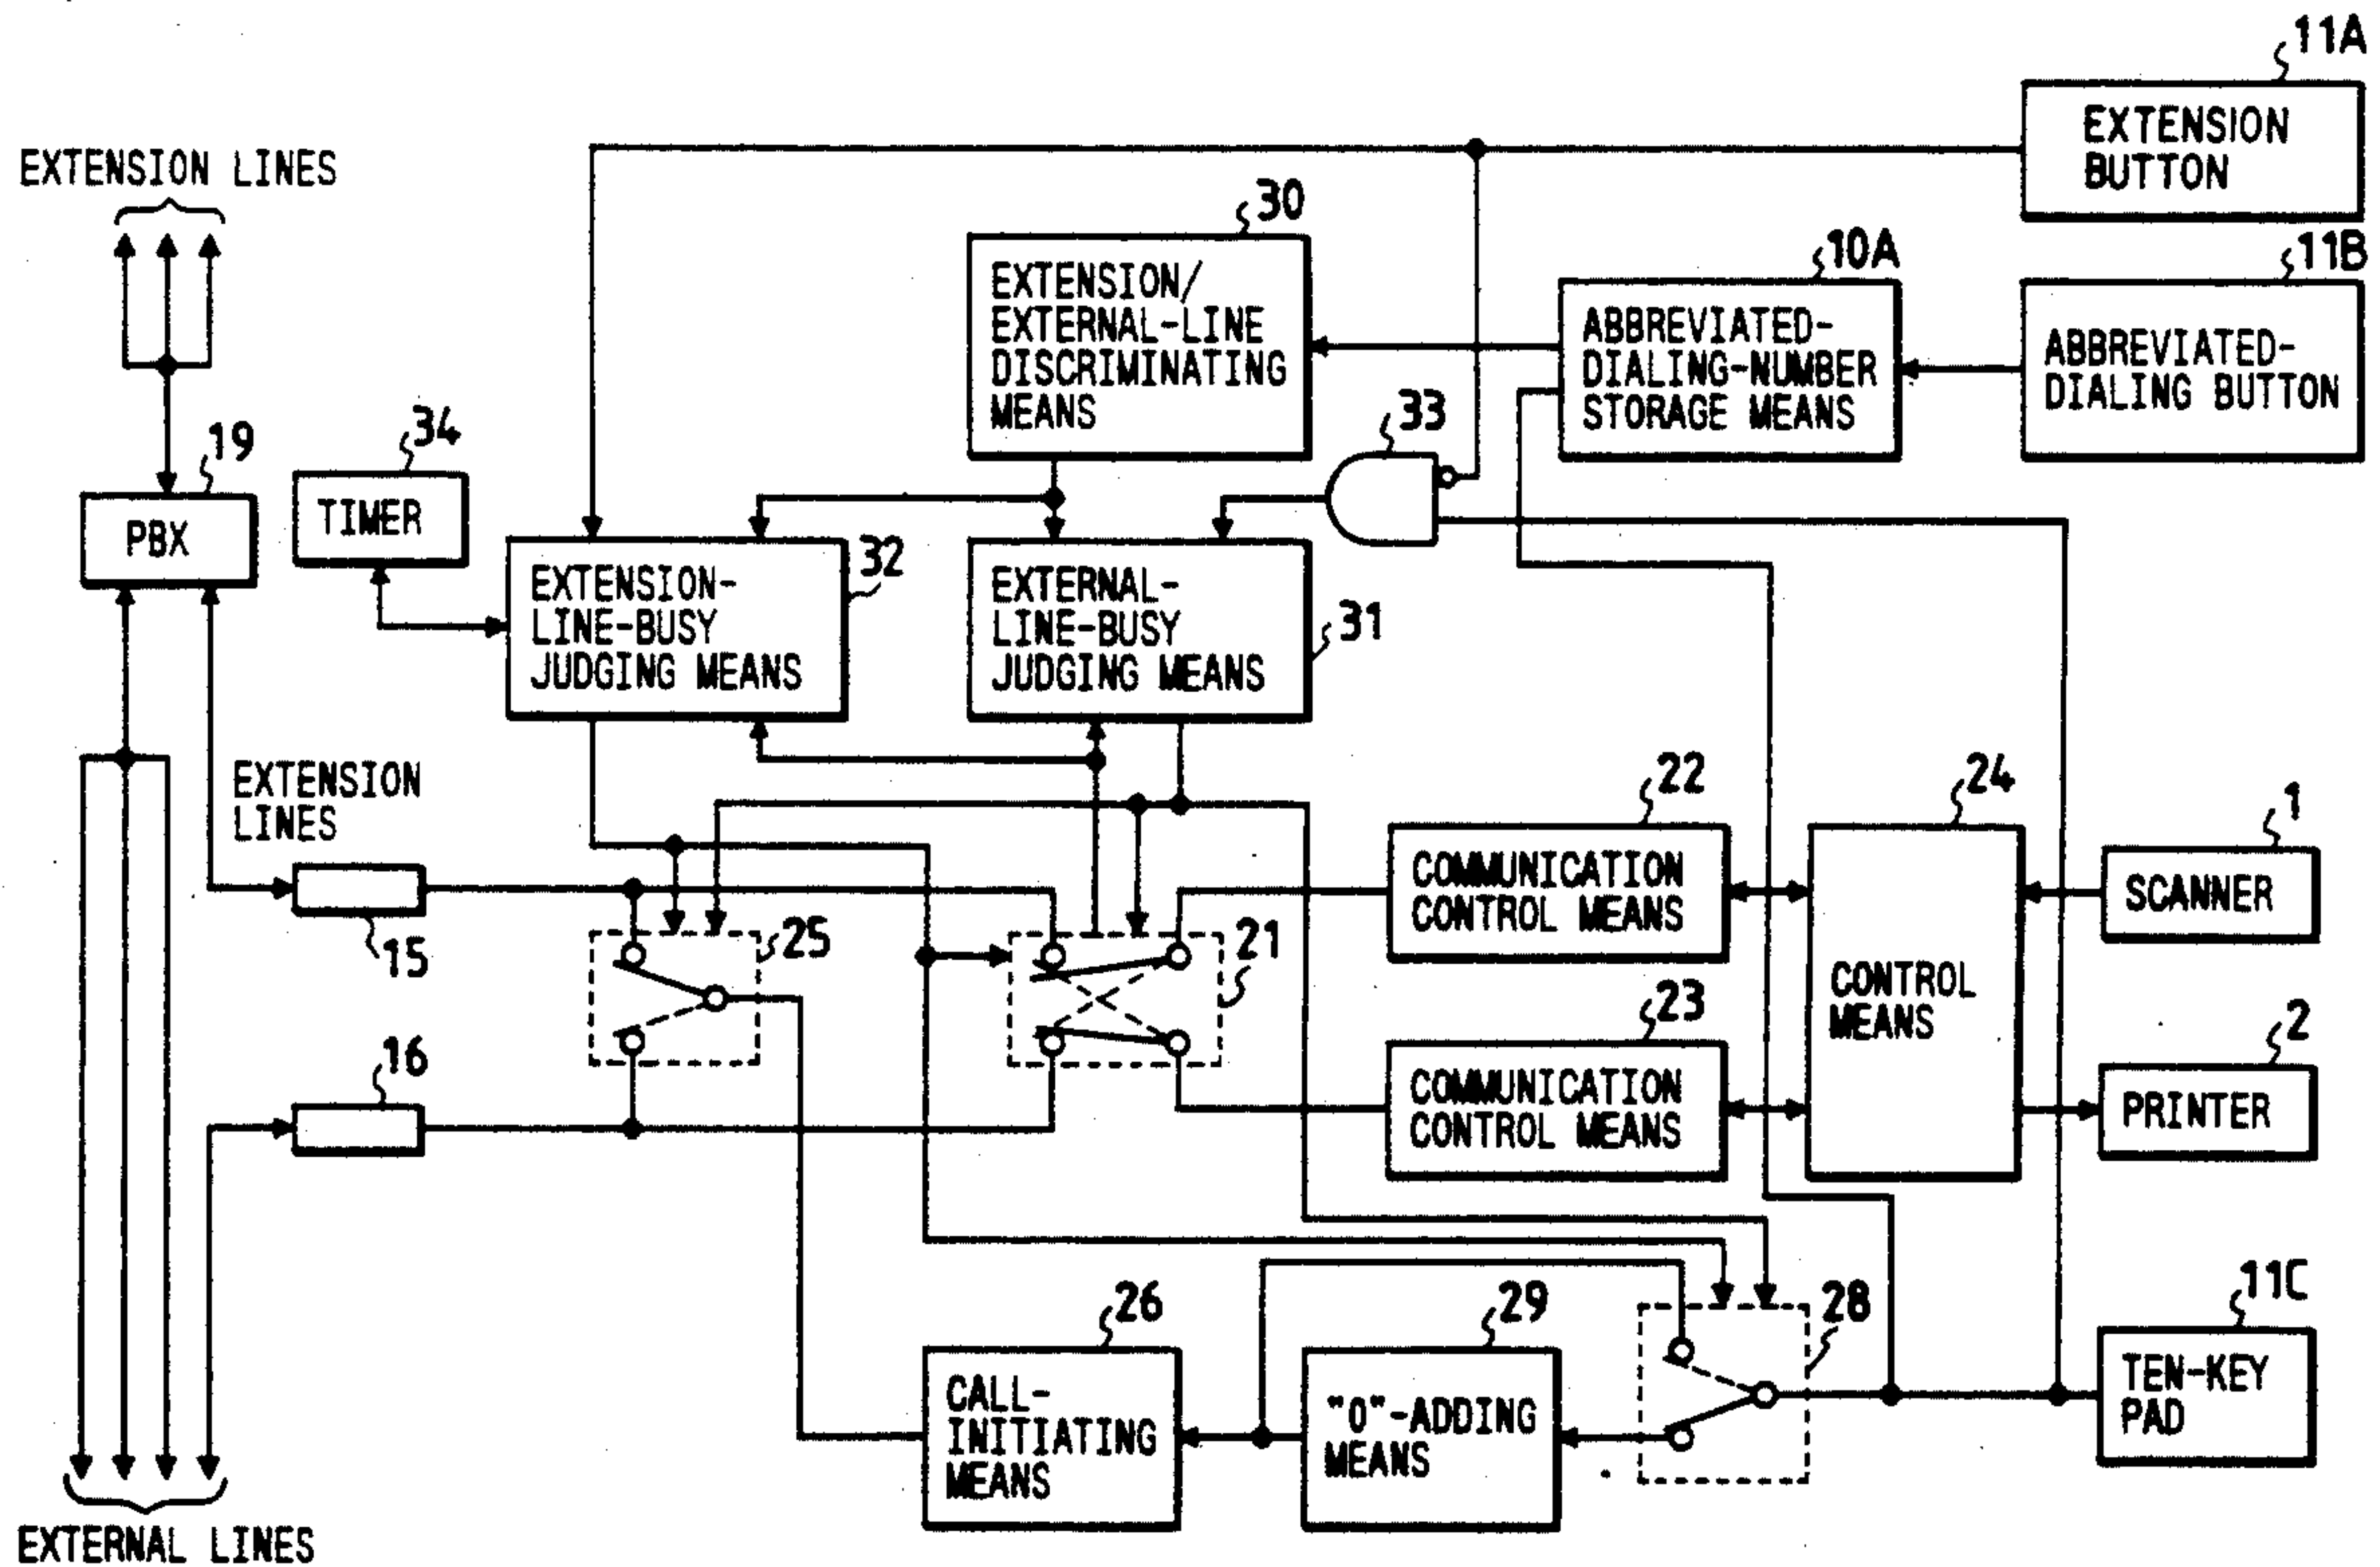 11A
EXTENSION
BUTTON
EXTENSION LINES
30
EXTENSION/
EXTERNAL-LINE
DISCRIMINATING
MEANS
10A
ABBREVIATED-
DIALING-NUMBER
STORAGE MEANS
11B
ABBREVIATED-
DIALING BUTTON
33
19
PBX
34
TIMER
32
EXTENSION-
LINE-BUSY
JUDGING MEANS
31
EXTERNAL-
LINE-BUSY
JUDGING MEANS
EXTENSION
LINES
22
COMMUNICATION
CONTROL MEANS
24
CONTROL
MEANS
1
SCANNER
15
25
21
23
COMMUNICATION
CONTROL MEANS
2
PRINTER
16
26
CALL-
INITIATING
MEANS
29
"0"-ADDING
MEANS
28
11C
TEN-KEY
PAD
EXTERNAL LINES